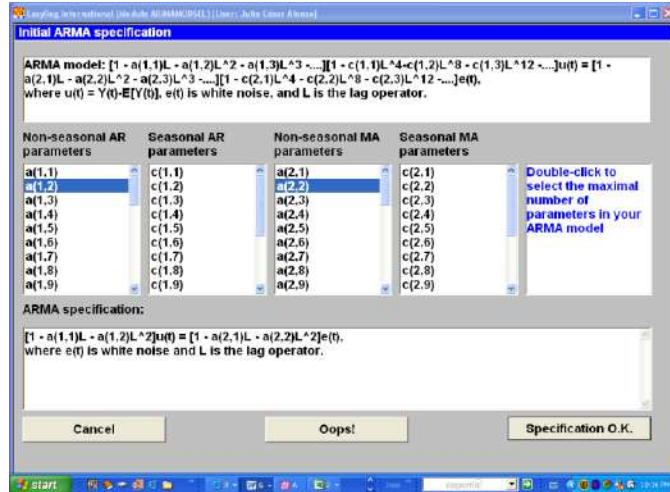 EasyReg International [Module ARIMAMODSEL] [User: Julio César Alonso]
Initial ARMA specification
ARMA model: [1 - a(1,1)L - a(1,2)L^2 - a(1,3)L^3 -....][1 - c(1,1)L^4-c(1,2)L^8 - c(1,3)L^12 -....]u(t) = [1 -
a(2,1)L - a(2,2)L^2 - a(2,3)L^3 -....][1 - c(2,1)L^4 - c(2,2)L^8 - c(2,3)L^12 -....]e(t),
where u(t) = Y(t)-E[Y(t)], e(t) is white noise, and L is the lag operator.
Non-seasonal AR parameters
Seasonal AR parameters
Non-seasonal MA parameters
Seasonal MA parameters
a(1,1)
a(1,2)
a(1,3)
a(1,4)
a(1,5)
a(1,6)
a(1,7)
a(1,8)
a(1,9)
c(1,1)
c(1,2)
c(1,3)
c(1,4)
c(1,5)
c(1,6)
c(1,7)
c(1,8)
c(1,9)
a(2,1)
a(2,2)
a(2,3)
a(2,4)
a(2,5)
a(2,6)
a(2,7)
a(2,8)
a(2,9)
c(2,1)
c(2,2)
c(2,3)
c(2,4)
c(2,5)
c(2,6)
c(2,7)
c(2,8)
c(2,9)
Double-click to
select the maximal
number of
parameters in your
ARMA model
ARMA specification:
[1 - a(1,1)L - a(1,2)L^2]u(t) = [1 - a(2,1)L - a(2,2)L^2]e(t),
where e(t) is white noise and L is the lag operator.
Cancel
Oops!
Specification O.K.
start